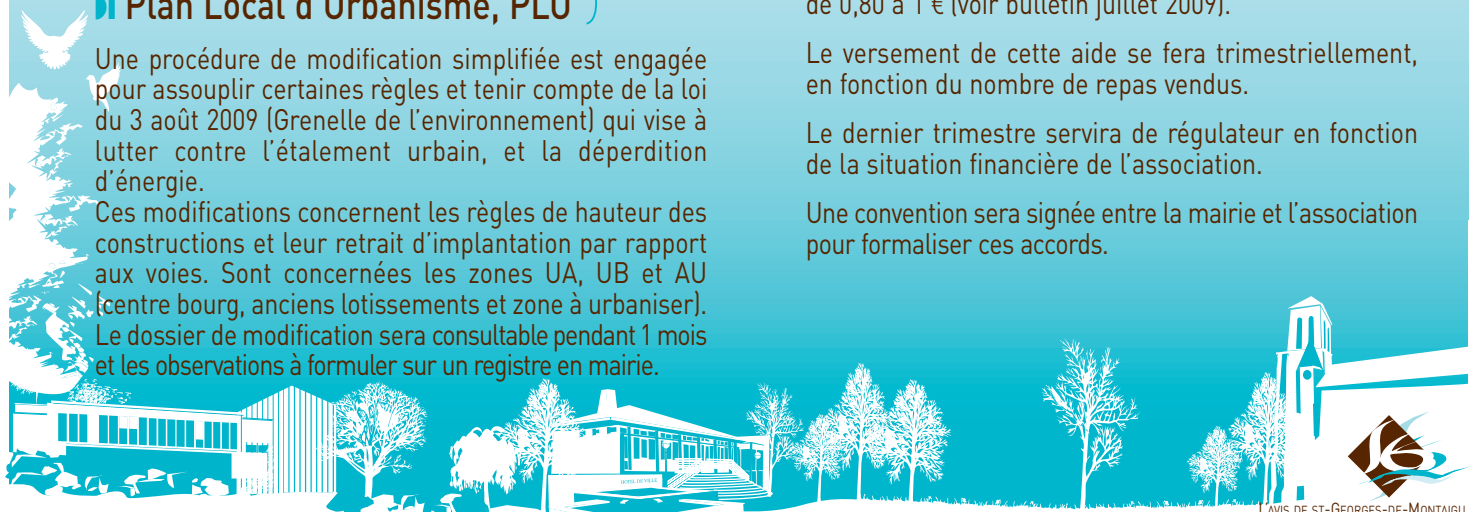 Plan Local d'Urbanisme, PLU
Une procédure de modification simplifiée est engagée
pour assouplir certaines règles et tenir compte de la loi
du 3 août 2009 (Grenelle de l'environnement) qui vise à
lutter contre l'étalement urbain, et la déperdition
d'énergie.
Ces modifications concernent les règles de hauteur des
constructions et leur retrait d'implantation par rapport
aux voies. Sont concernées les zones UA, UB et AU
(centre bourg, anciens lotissements et zone à urbaniser).
Le dossier de modification sera consultable pendant 1 mois
et les observations à formuler sur un registre en mairie.
de 0,80 à 1 € (voir bulletin juillet 2009).
Le versement de cette aide se fera trimestriellement,
en fonction du nombre de repas vendus.
Le dernier trimestre servira de régulateur en fonction
de la situation financière de l'association.
Une convention sera signée entre la mairie et l'association
pour formaliser ces accords.
HOTEL DE VILLE
L'AVIS DE ST-GEORGES-DE-MONTAIGU